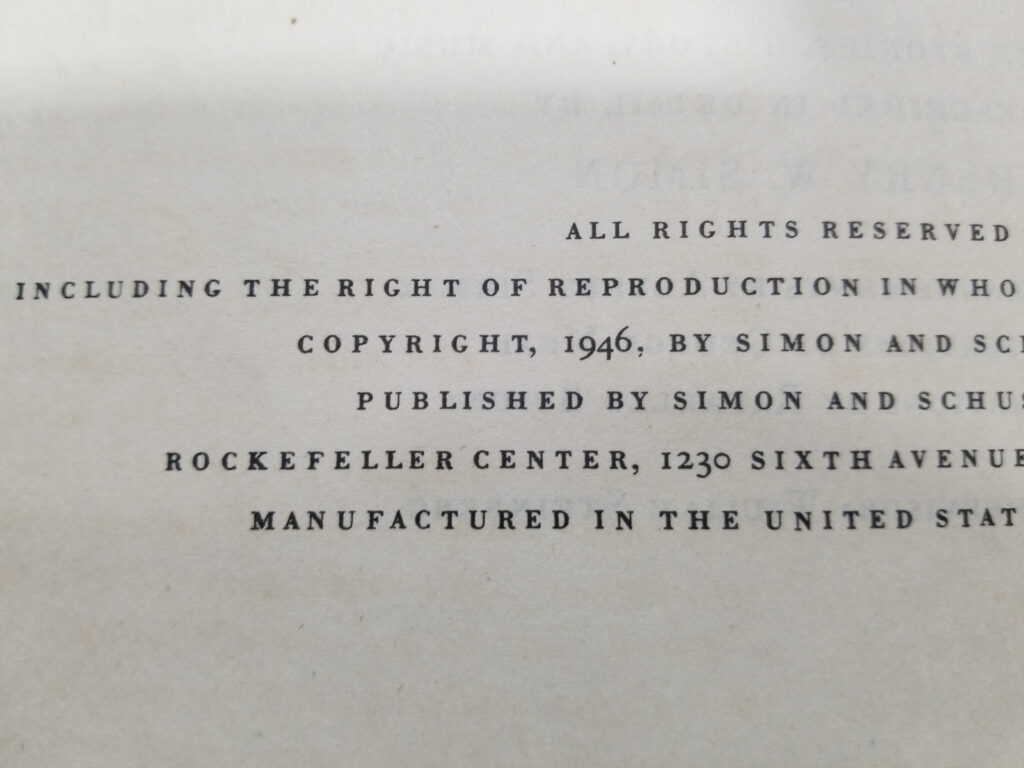 ALL RIGHTS RESERVED
INCLUDING THE RIGHT OF REPRODUCTION IN WHO
COPYRIGHT, 1946, BY SIMON AND SC
PUBLISHED BY SIMON AND SCHUS
ROCKEFELLER CENTER, 1230 SIXTH AVENUE
MANUFACTURED IN THE UNITED STAT